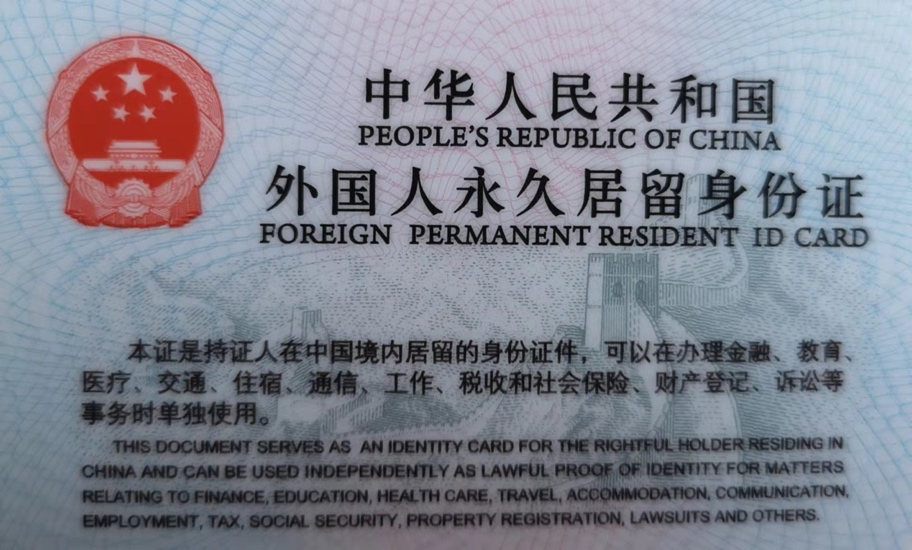 中华人民共和国
PEOPLE'S REPUBLIC OF CHINA
外国人永久居留身份证
FOREIGN PERMANENT RESIDENT ID CARD
本证是持证人在中国境内居留的身份证件，可以在办理金融、教育、
医疗、交通、住宿、通信、工作、税收和社会保险、财产登记、诉讼等
事务时单独使用。
THIS DOCUMENT SERVES AS AN IDENTITY CARD FOR THE RIGHTFUL HOLDER RESIDING IN
CHINA AND CAN BE USED INDEPENDENTLY AS LAWFUL PROOF OF IDENTITY FOR MATTERS
RELATING TO FINANCE, EDUCATION, HEALTH CARE, TRAVEL, ACCOMMODATION, COMMUNICATION,
EMPLOYMENT, TAX, SOCIAL SECURITY, PROPERTY REGISTRATION, LAWSUITS AND OTHERS.